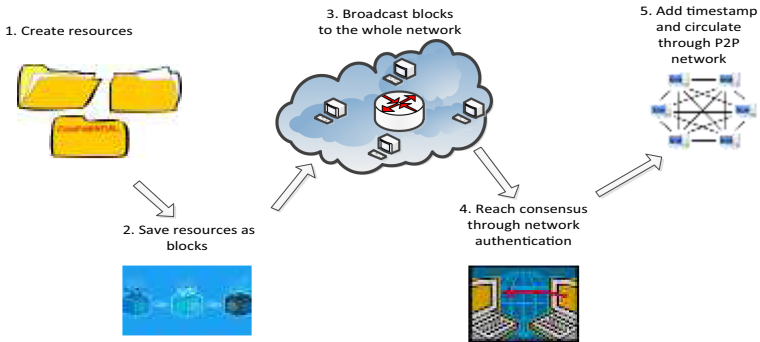 1. Create resources
CONFIDENTIAL
2. Save resources as
blocks
3. Broadcast blocks
to the whole network
4. Reach consensus
through network
authentication
5. Add timestamp
and circulate
through P2P
network